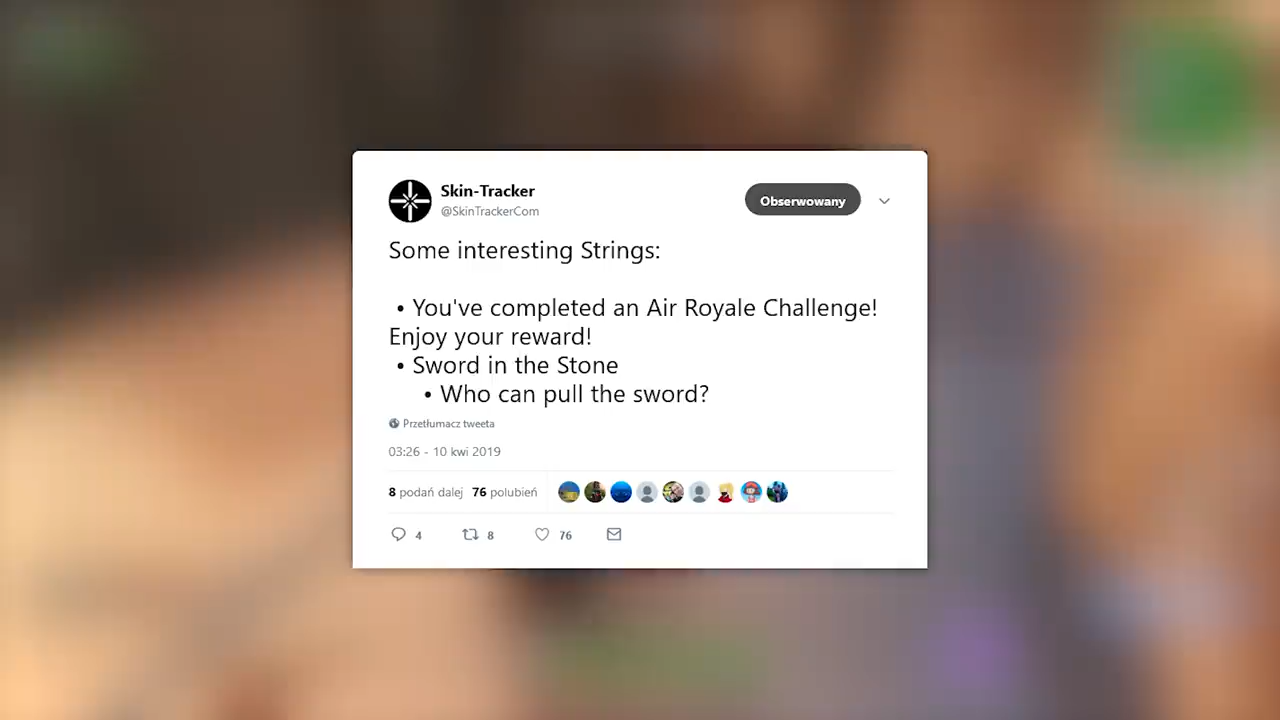 Skin-Tracker
@SkinTrackerCom
Obserwowany
Some interesting Strings:
• You've completed an Air Royale Challenge!
Enjoy your reward!
• Sword in the Stone
• Who can pull the sword?
Przetłumacz tweeta
03:26 - 10 kwi 2019
8 podań dalej 76 polubień
4 8 76